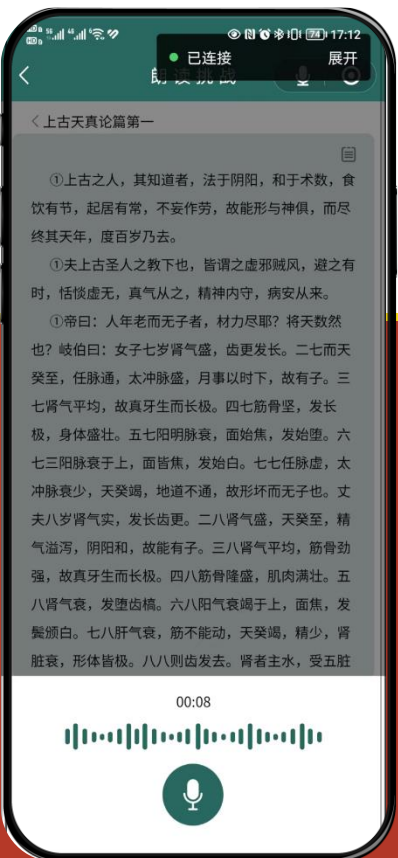 56 4G 6 74 17:12
已连接 展开
朗读挑战
上古天真论篇第一
①上古之人，其知道者，法于阴阳，和于术数，食
饮有节，起居有常，不妄作劳，故能形与神俱，而尽
终其天年，度百岁乃去。
①夫上古圣人之教下也，皆谓之虚邪贼风，避之有
时，恬惔虚无，真气从之，精神内守，病安从来。
①帝曰：人年老而无子者，材力尽耶？将天数然
也？岐伯曰：女子七岁肾气盛，齿更发长。二七而天
癸至，任脉通，太冲脉盛，月事以时下，故有子。三
七肾气平均，故真牙生而长极。四七筋骨坚，发长
极，身体盛壮。五七阳明脉衰，面始焦，发始堕。六
七三阳脉衰于上，面皆焦，发始白。七七任脉虚，太
冲脉衰少，天癸竭，地道不通，故形坏而无子也。丈
夫八岁肾气实，发长齿更。二八肾气盛，天癸至，精
气溢泻，阴阳和，故能有子。三八肾气平均，筋骨劲
强，故真牙生而长极。四八筋骨隆盛，肌肉满壮。五
八肾气衰，发堕齿槁。六八阳气衰竭于上，面焦，发
鬓颁白。七八肝气衰，筋不能动，天癸竭，精少，肾
脏衰，形体皆极。八八则齿发去。肾者主水，受五脏
00:08